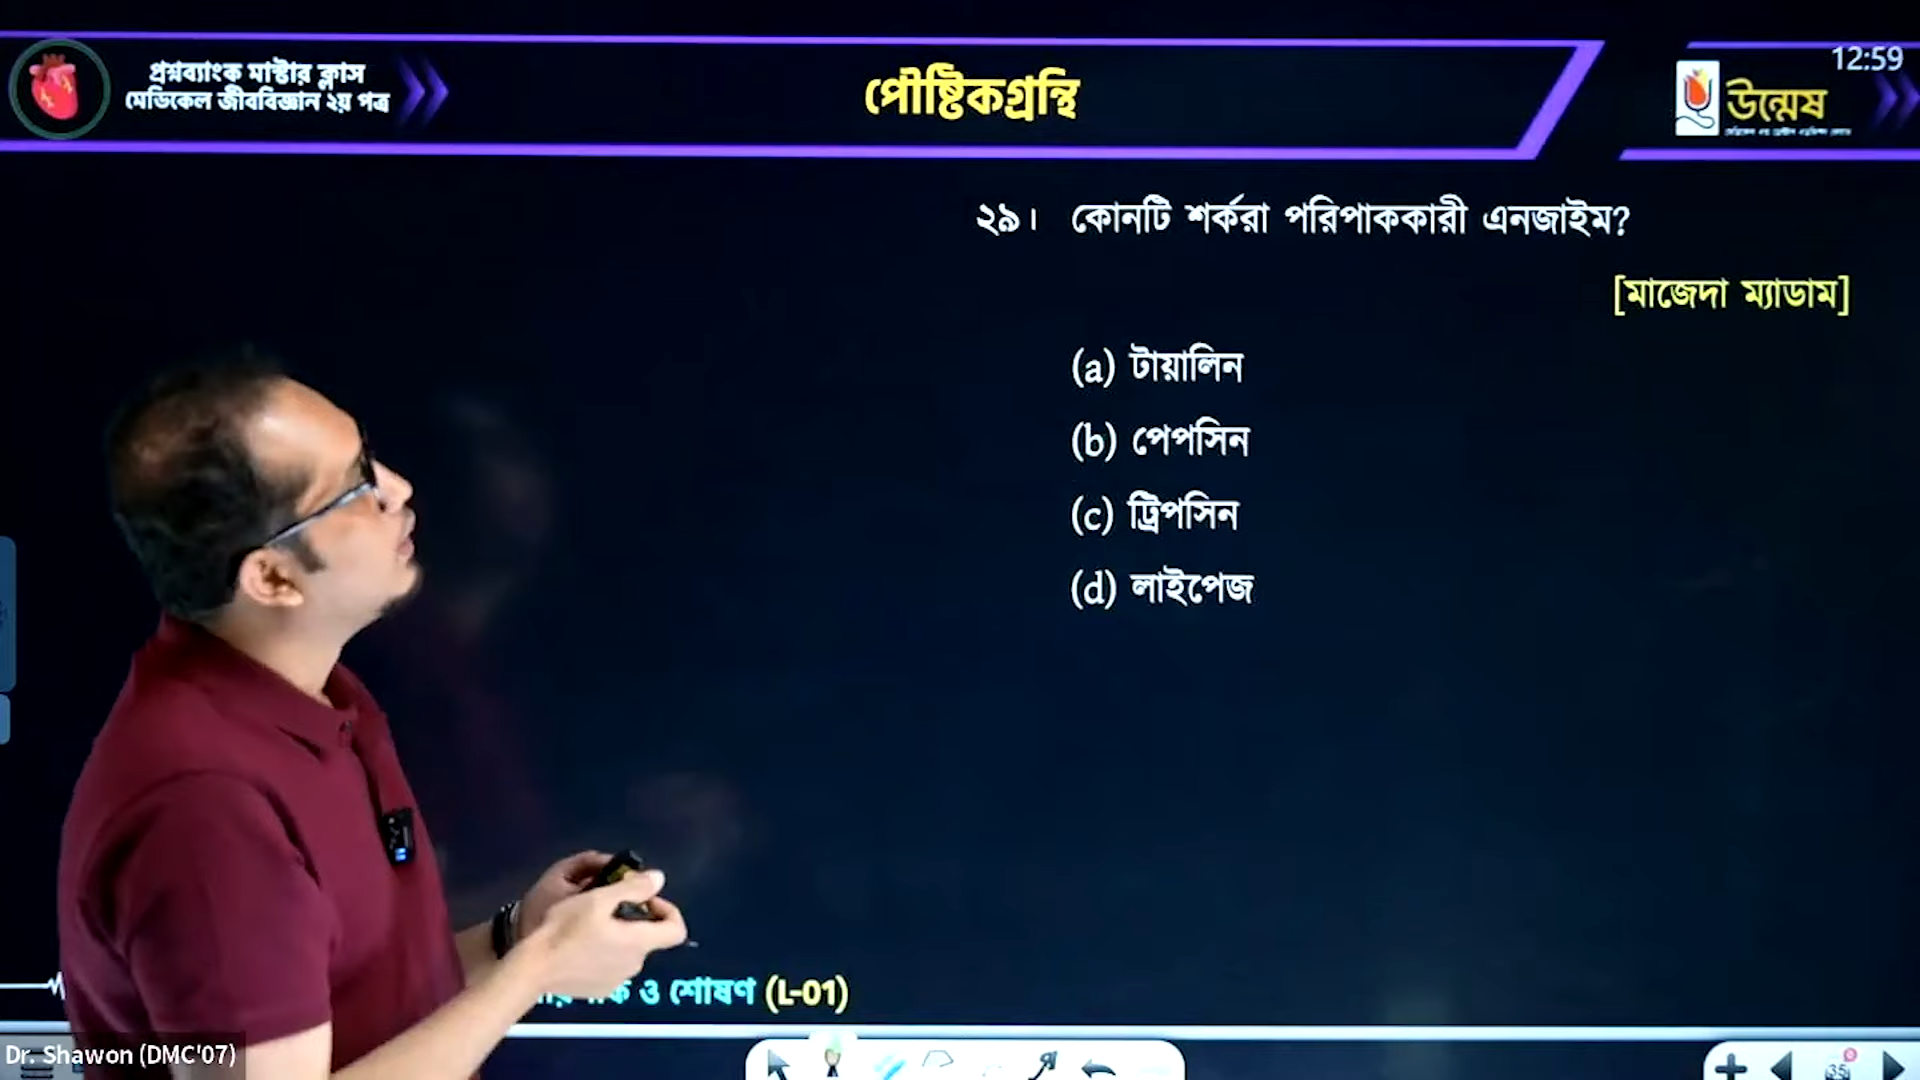 12:59
প্রশ্নব্যাংক মাস্টার ক্লাস
মেডিকেল জীববিজ্ঞান ২য় পত্র
পৌষ্টিকগ্রন্থি
উন্মেষ
২৯। কোনটি শর্করা পরিপাককারী এনজাইম?
[মাজেদা ম্যাডাম]
(a) টায়ালিন
(b) পেপসিন
(c) ট্রিপসিন
(d) লাইপেজ
ও শোষণ (L-01)
Dr. Shawon (DMC'07)
35